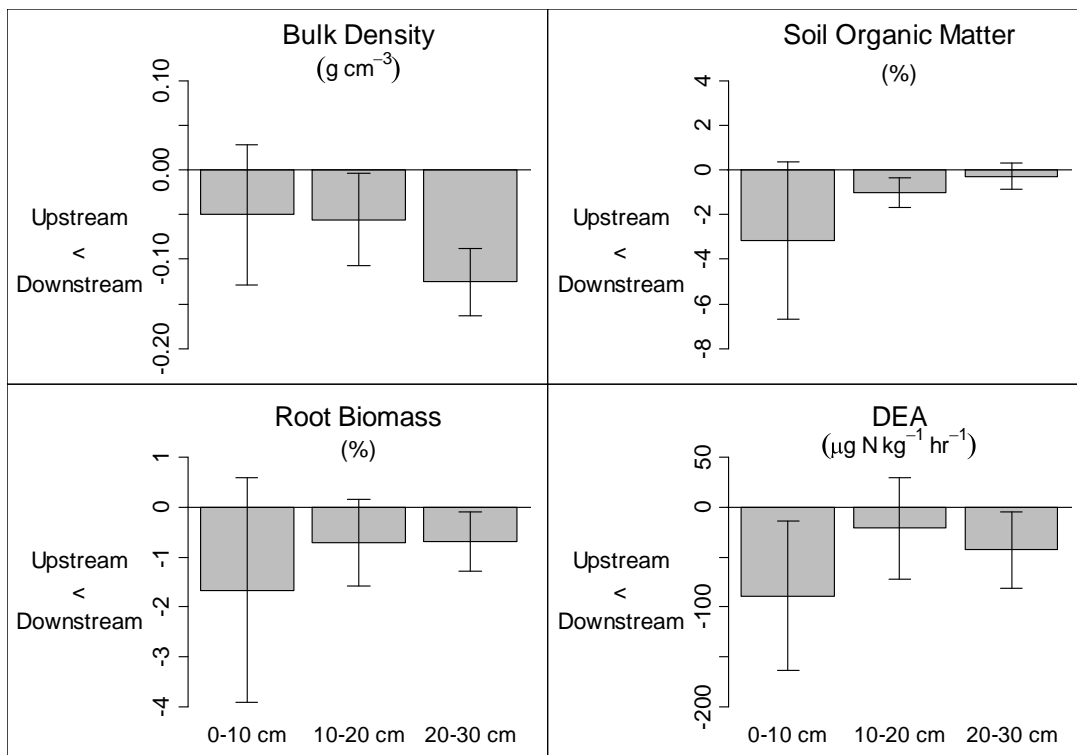 Bulk Density
(g cm⁻³)
0.10
0.00
-0.10
-0.20
Upstream
<
Downstream
Soil Organic Matter
(%)
4
2
0
-2
-4
-6
-8
Upstream
<
Downstream
Root Biomass
(%)
1
0
-1
-2
-3
-4
Upstream
<
Downstream
0-10 cm 10-20 cm 20-30 cm
DEA
(μg N kg⁻¹ hr⁻¹)
50
0
-100
-200
Upstream
<
Downstream
0-10 cm 10-20 cm 20-30 cm